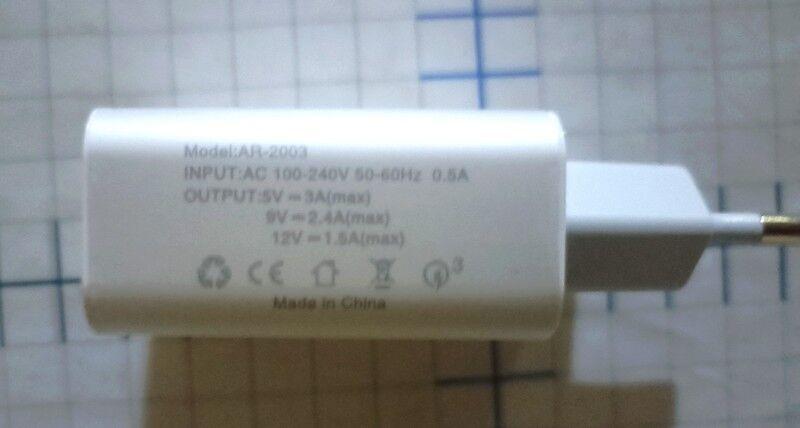 Model:AR-2003
INPUT:AC 100-240V 50-60Hz 0.5A
OUTPUT:5V⎓3A(max)
9V⎓2.4A(max)
12V⎓1.5A(max)
CE 3
Made in China